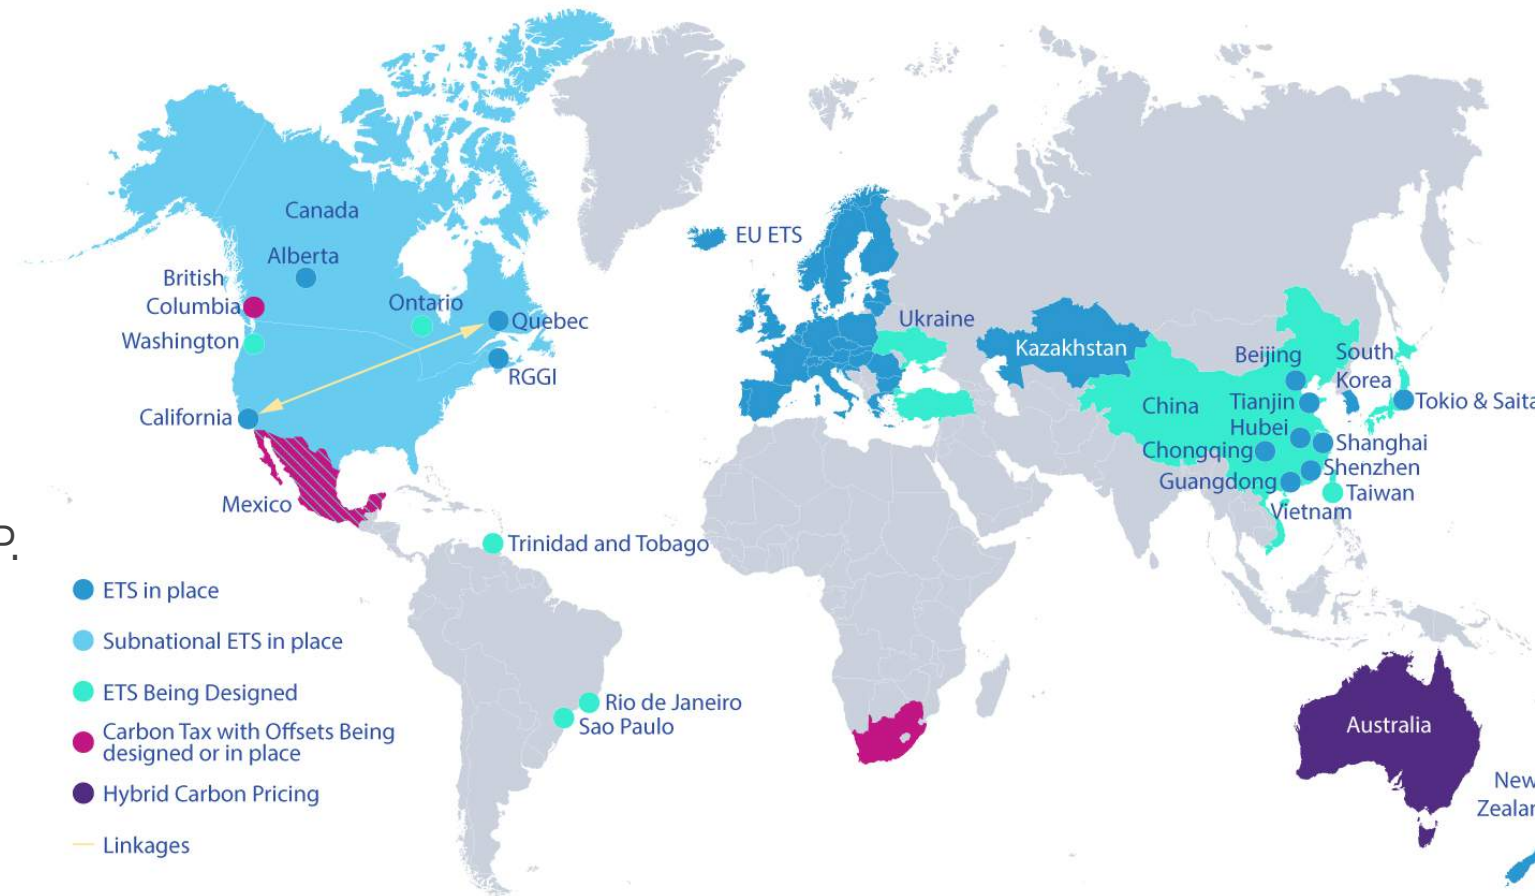 Canada
Alberta
British
Columbia
Washington
Ontario
Quebec
RGGI
California
Mexico
Trinidad and Tobago
Rio de Janeiro
Sao Paulo
EU ETS
Ukraine
Kazakhstan
China
Beijing
Tianjin
Hubei
Chongqing
Guangdong
South
Korea
Tokio & Saita
Shanghai
Shenzhen
Taiwan
Vietnam
Australia
New
Zealan
P.
ETS in place
Subnational ETS in place
ETS Being Designed
Carbon Tax with Offsets Being
designed or in place
Hybrid Carbon Pricing
Linkages